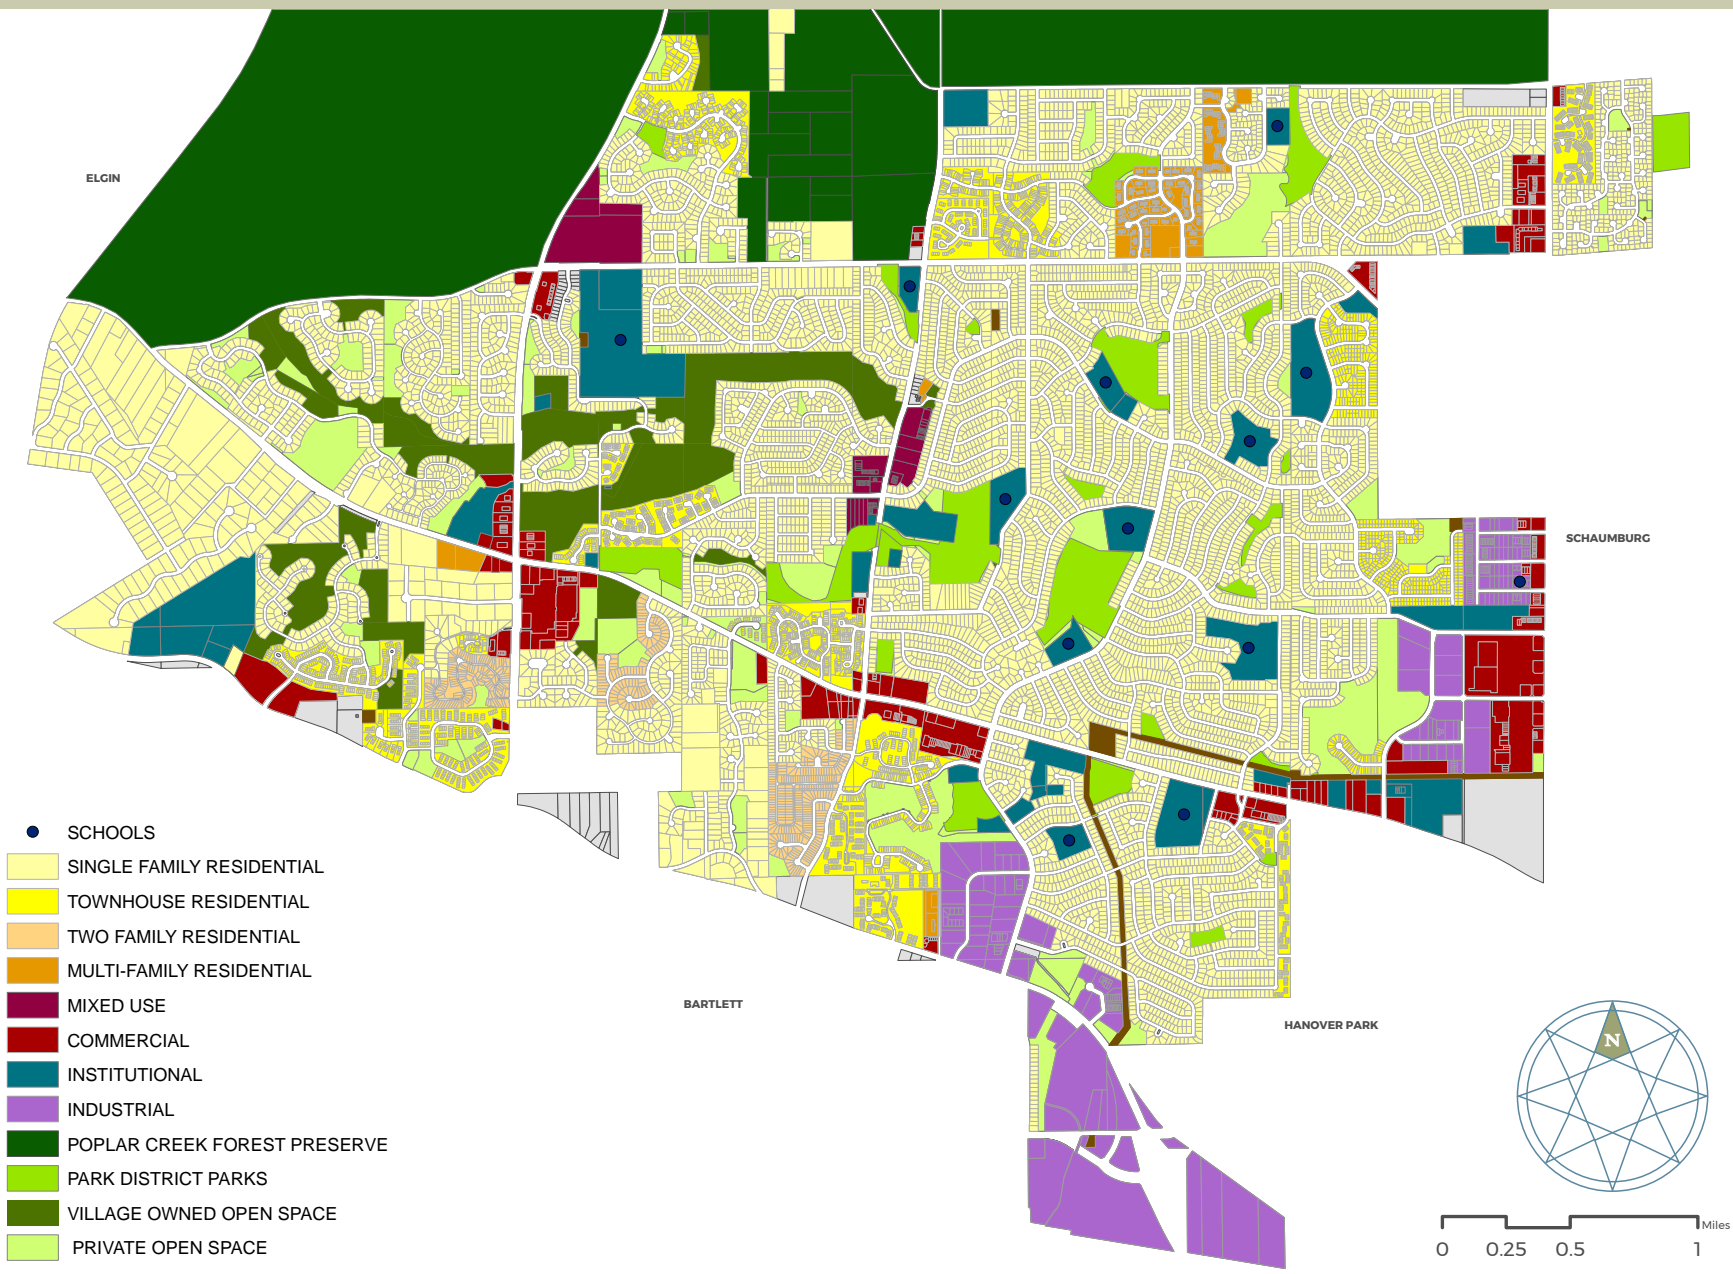 ELGIN
SCHAUMBURG
SCHOOLS
SINGLE FAMILY RESIDENTIAL
TOWNHOUSE RESIDENTIAL
TWO FAMILY RESIDENTIAL
MULTI-FAMILY RESIDENTIAL
MIXED USE
COMMERCIAL
INSTITUTIONAL
INDUSTRIAL
POPLAR CREEK FOREST PRESERVE
PARK DISTRICT PARKS
VILLAGE OWNED OPEN SPACE
PRIVATE OPEN SPACE
BARTLETT
HANOVER PARK
N
Miles
0 0.25 0.5 1